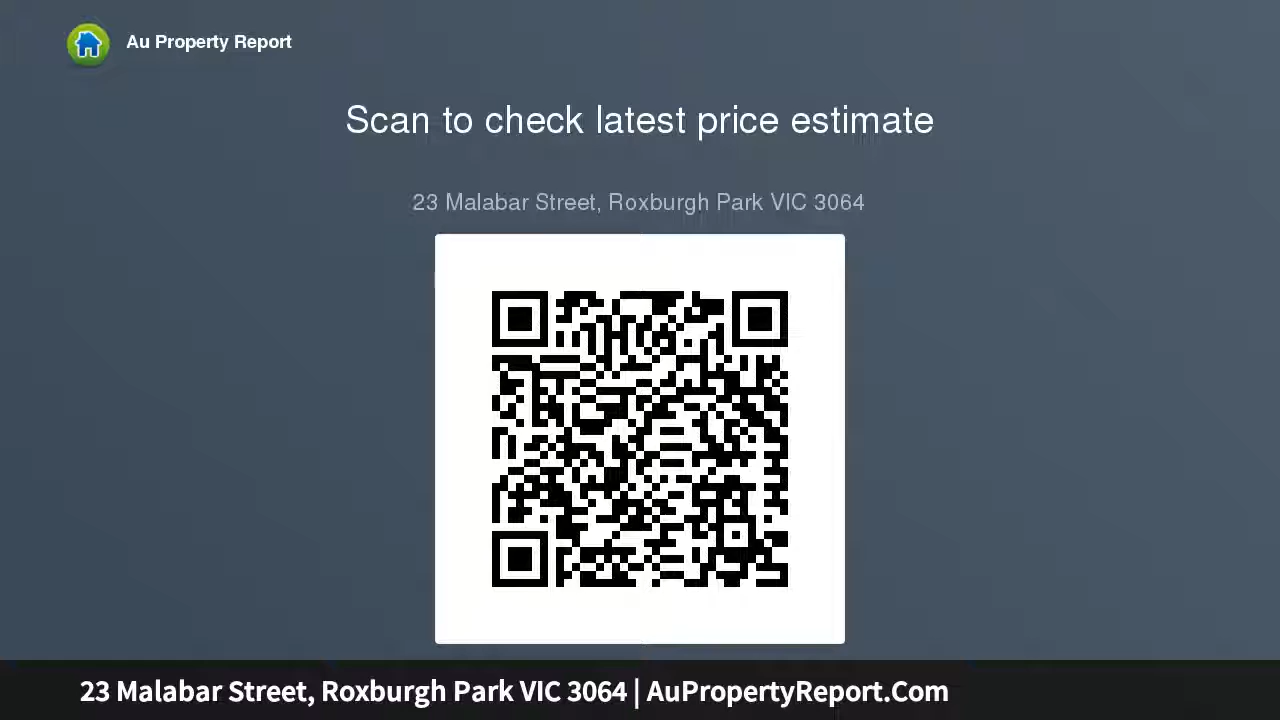 Au Property Report
Scan to check latest price estimate
23 Malabar Street, Roxburgh Park VIC 3064
23 Malabar Street, Roxburgh Park VIC 3064 | AuPropertyReport.Com